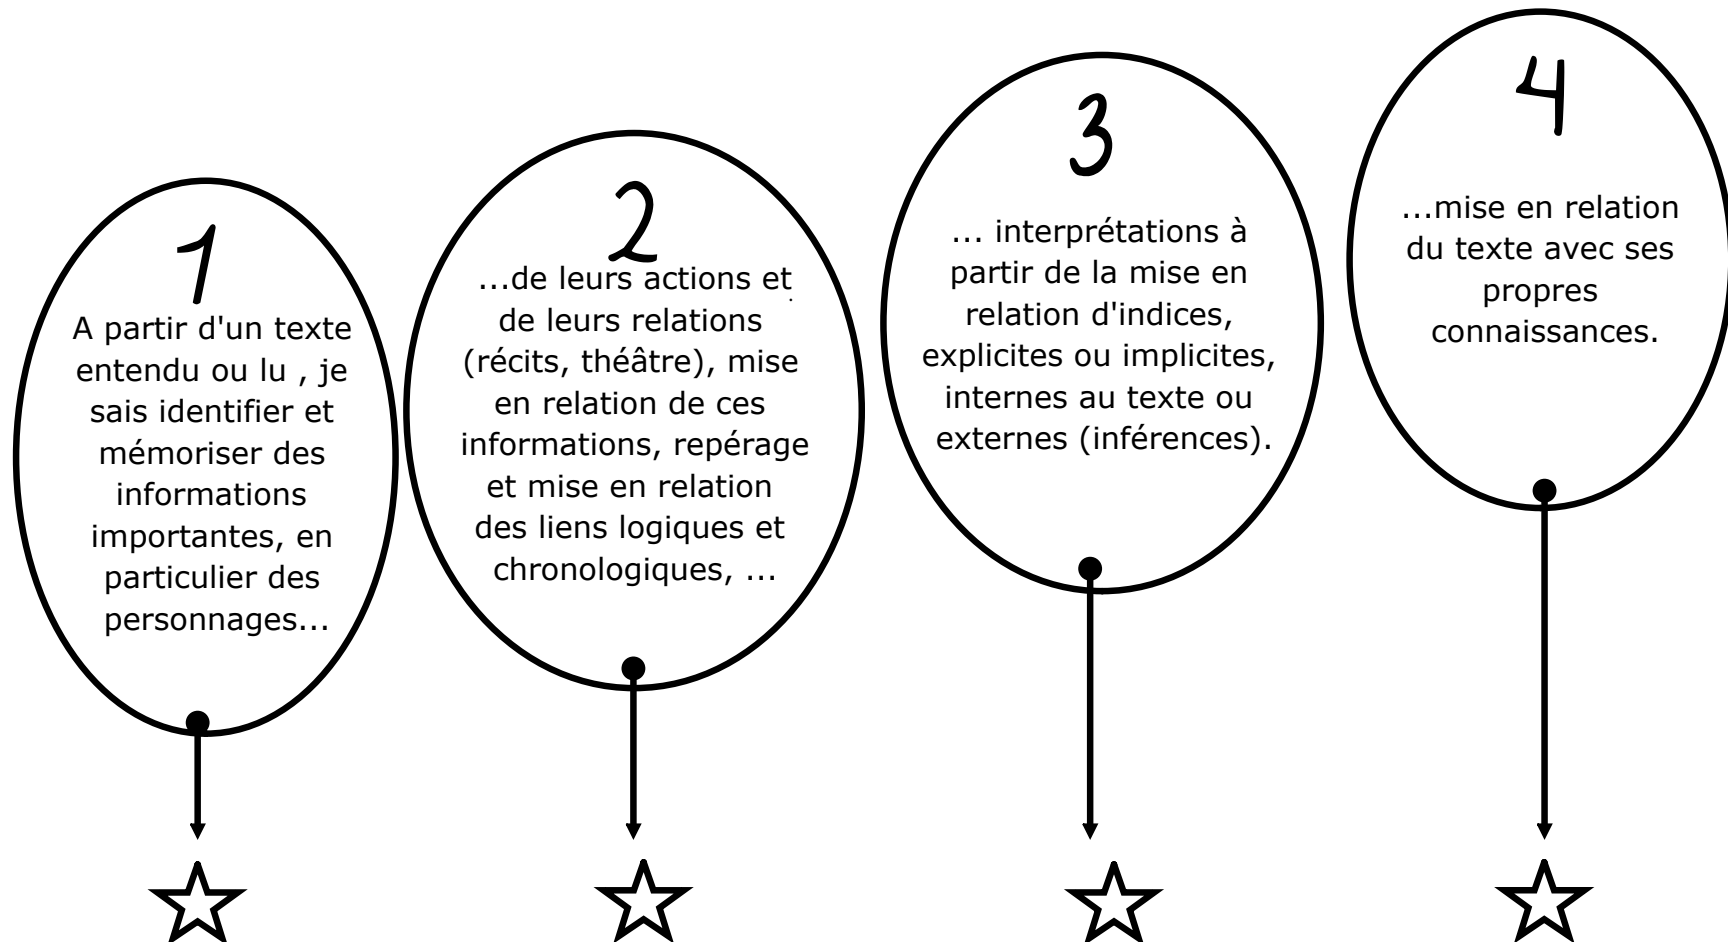 1
A partir d'un texte
entendu ou lu , je
sais identifier et
mémoriser des
informations
importantes, en
particulier des
personnages...
2
...de leurs actions et
de leurs relations
(récits, théâtre), mise
en relation de ces
informations, repérage
et mise en relation
des liens logiques et
chronologiques, ...
3
... interprétations à
partir de la mise en
relation d'indices,
explicites ou implicites,
internes au texte ou
externes (inférences).
4
...mise en relation
du texte avec ses
propres
connaissances.